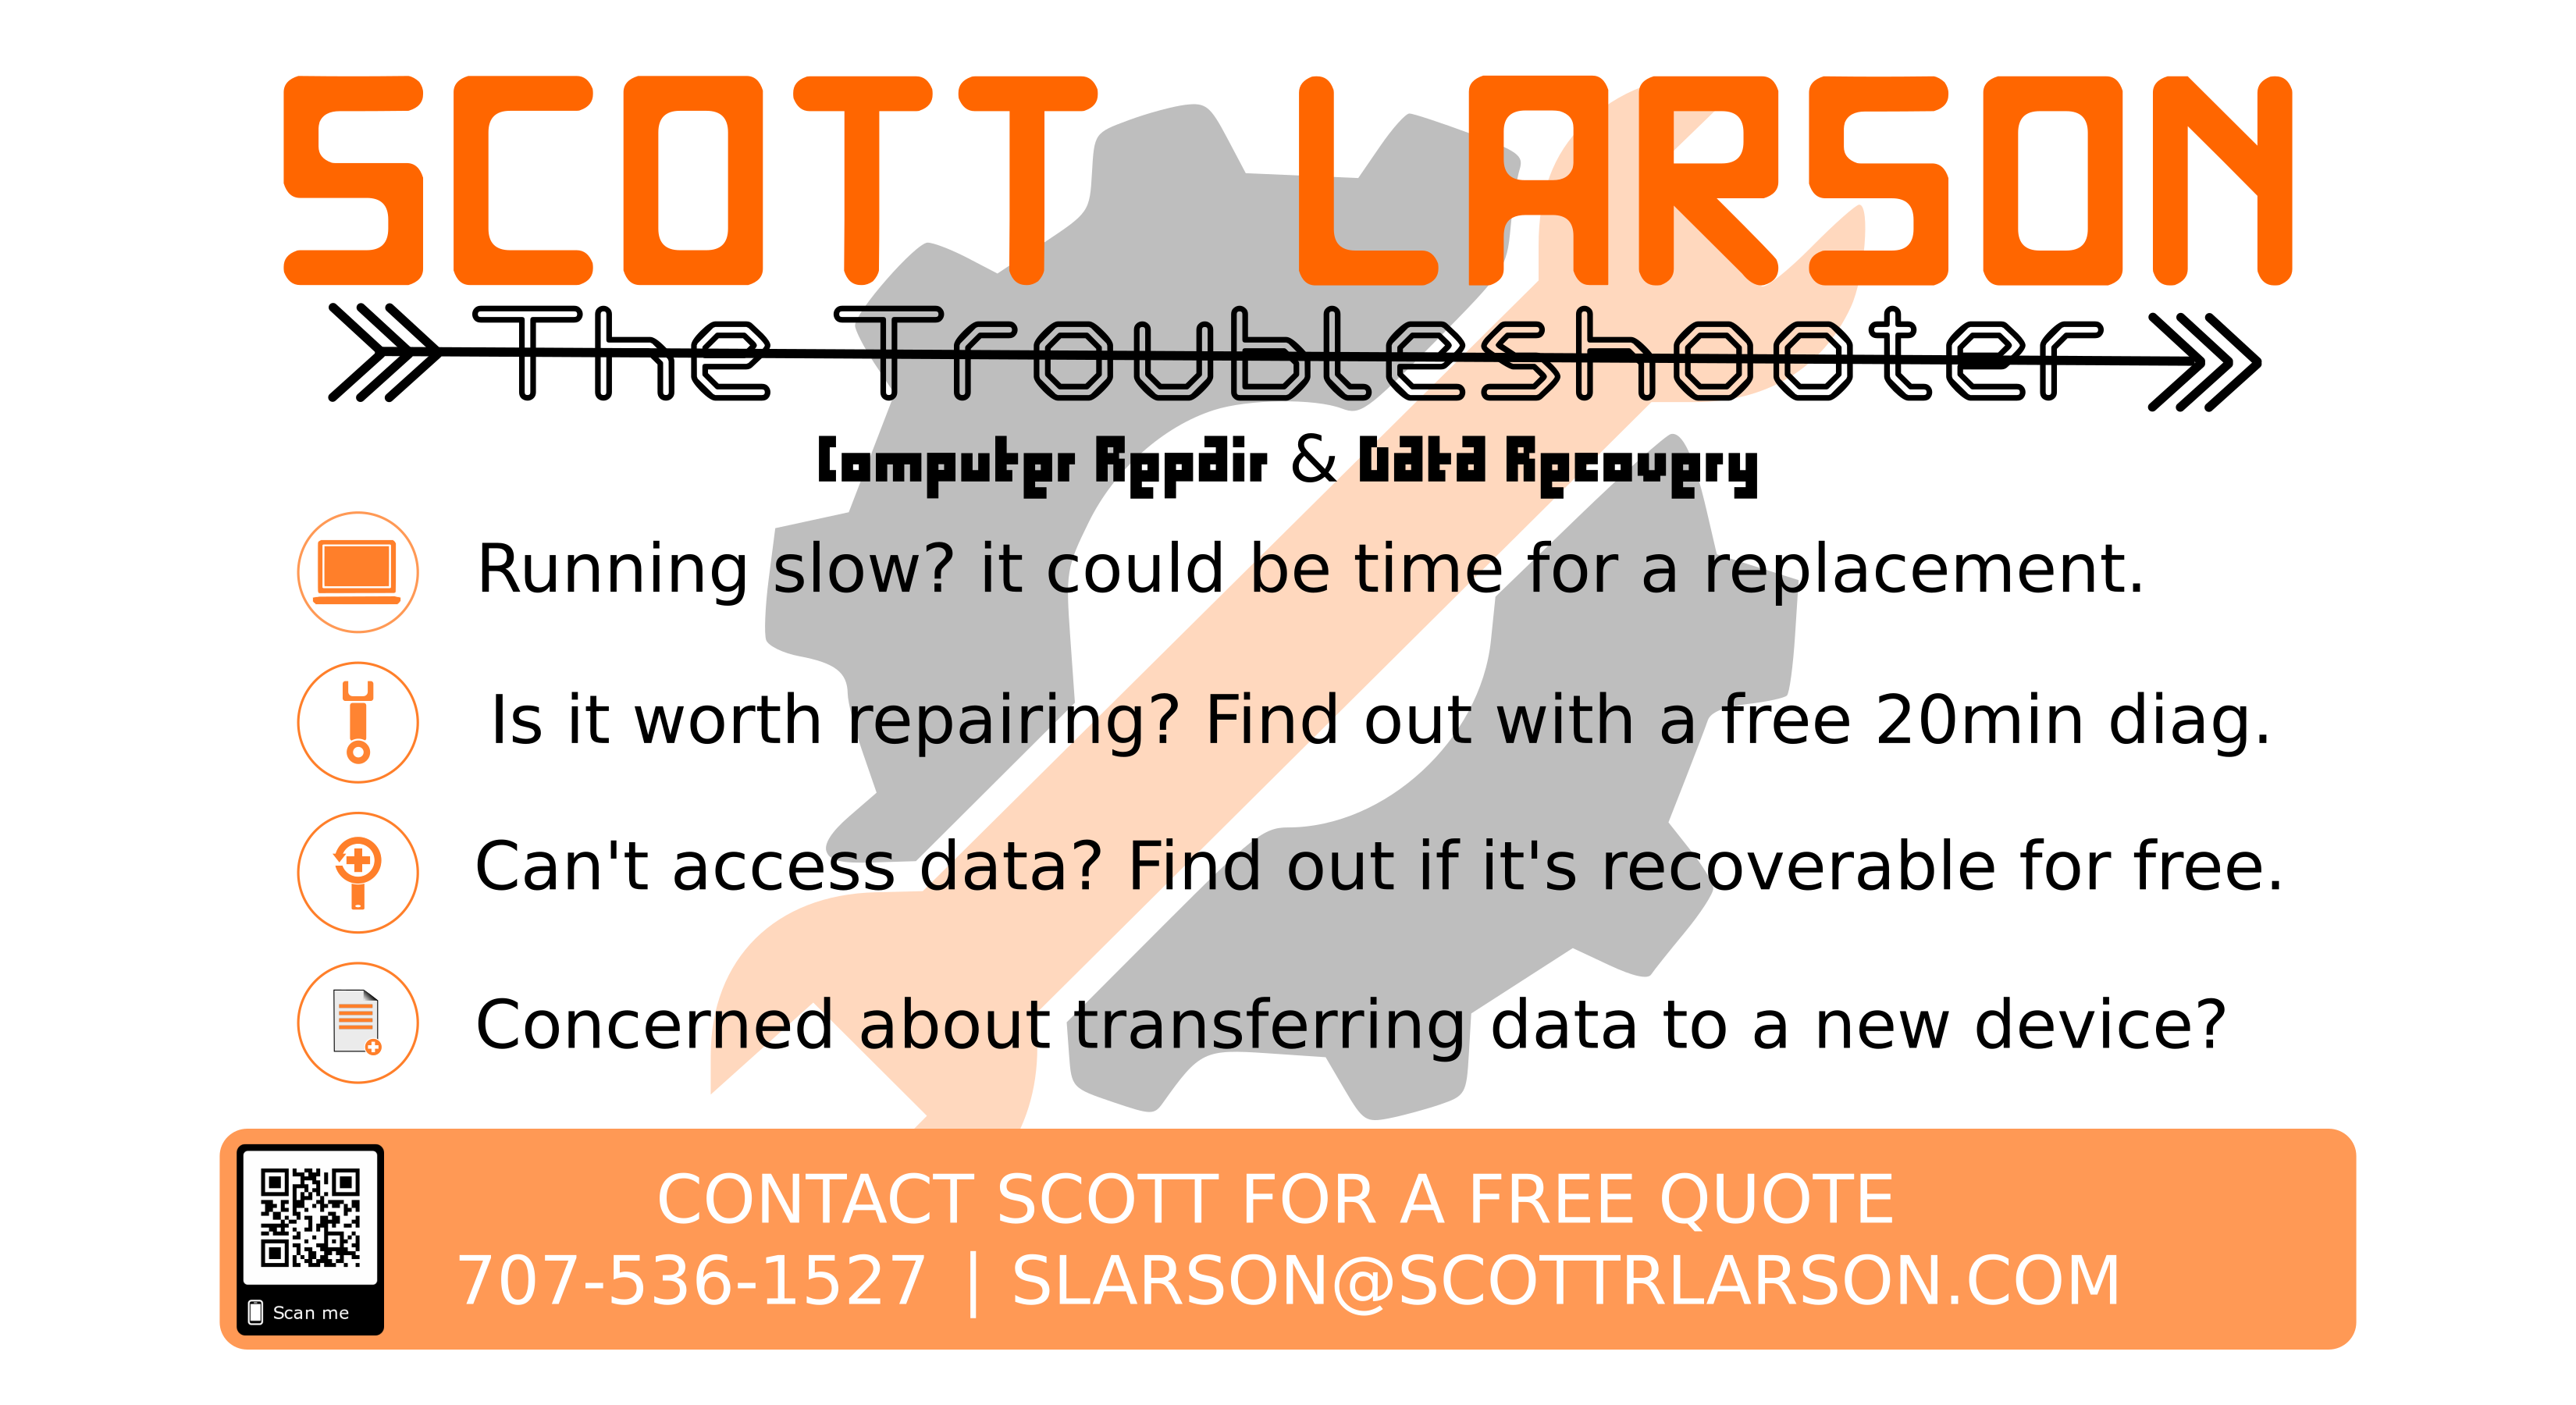 SCOTT LARSON
The Troubleshooter
Computer Repair & Data Recovery
Running slow? it could be time for a replacement.
Is it worth repairing? Find out with a free 20min diag.
Can't access data? Find out if it's recoverable for free.
Concerned about transferring data to a new device?
CONTACT SCOTT FOR A FREE QUOTE
707-536-1527 | SLARSON@SCOTTRLARSON.COM
Scan me